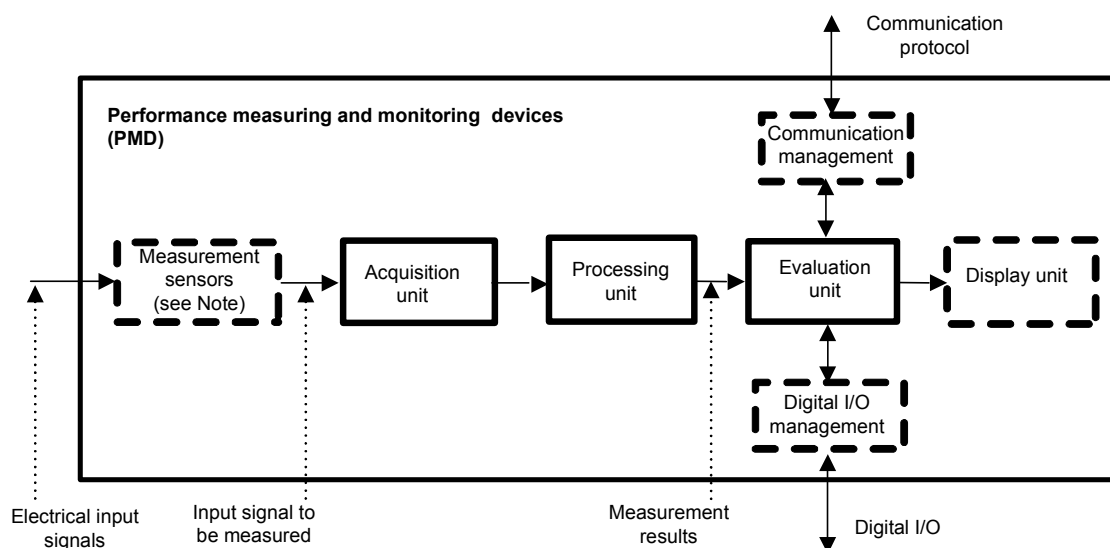 Communication
protocol
Performance measuring and monitoring devices
(PMD)
Communication
management
Measurement
sensors
(see Note)
Acquisition
unit
Processing
unit
Evaluation
unit
Display unit
Digital I/O
management
Electrical input
signals
Input signal to
be measured
Measurement
results
Digital I/O